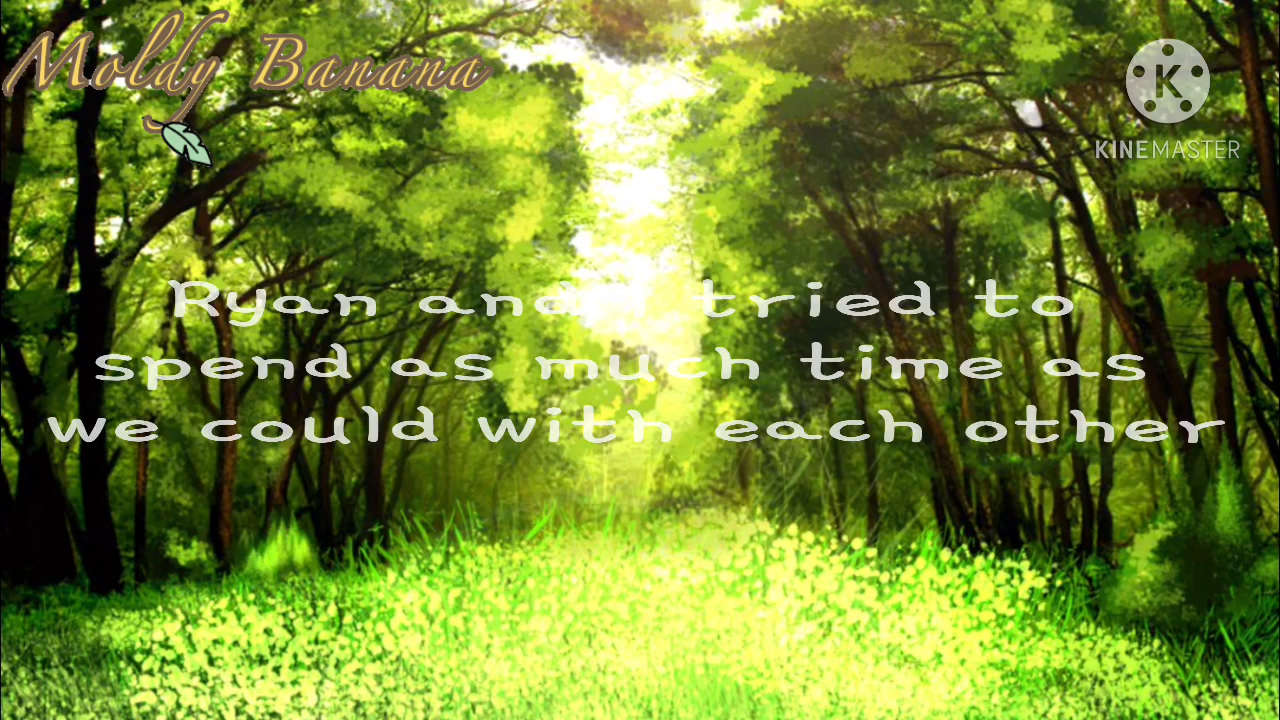 Moldy Banana
K
KINEMASTER
Ryan and I tried to
spend as much time as
we could with each other